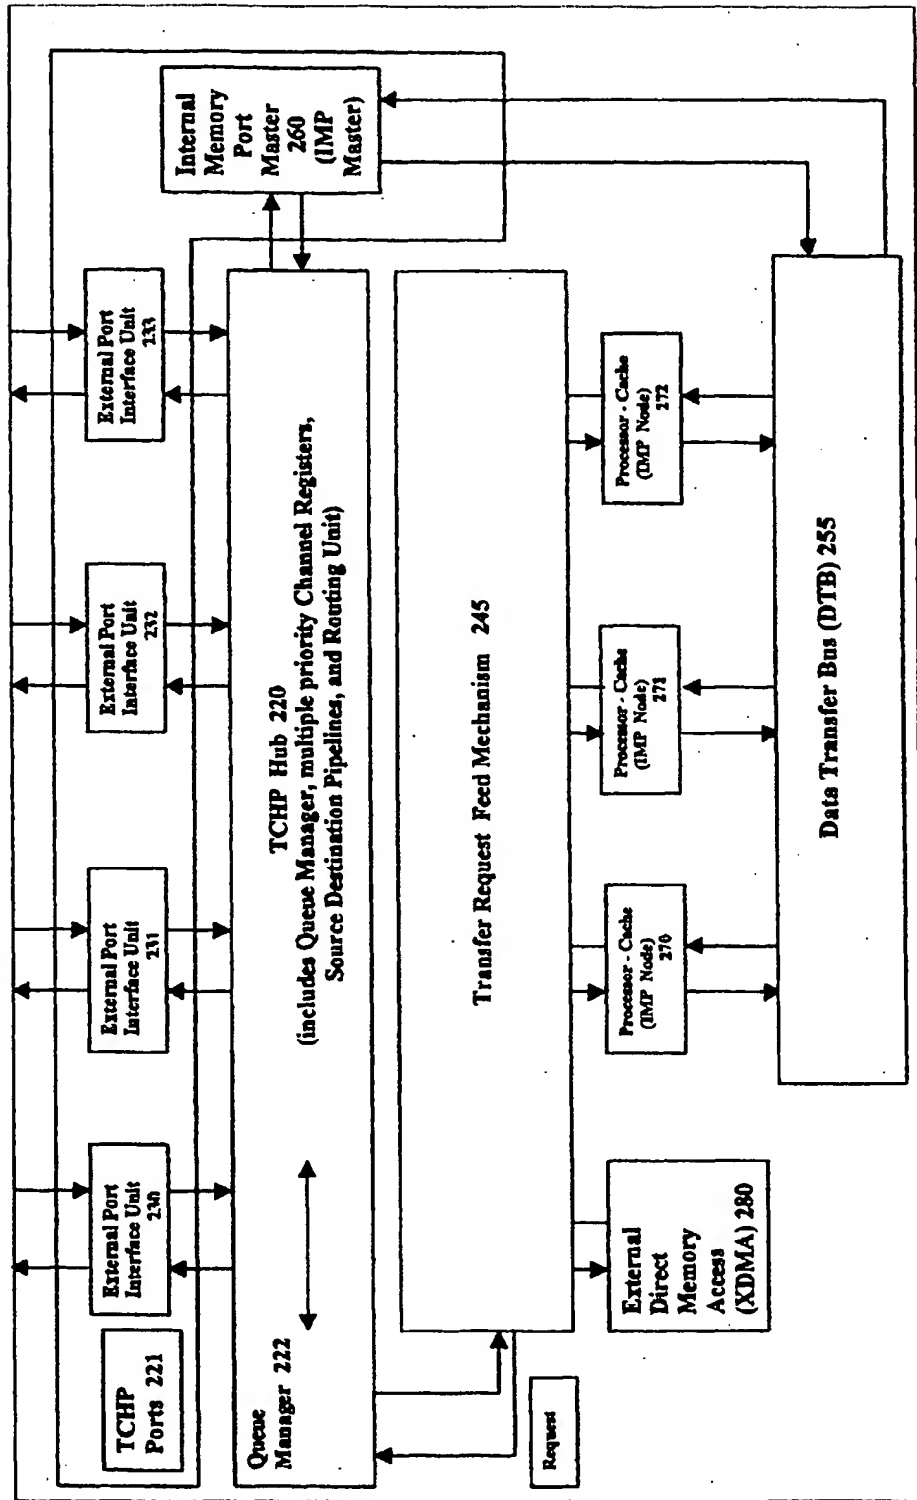 TCHP
Ports 221
External Port
Interface Unit
230
External Port
Interface Unit
231
External Port
Interface Unit
232
External Port
Interface Unit
233
Internal
Memory
Port
Master
260
(IMP
Master)
Queue
Manager 222
TCHP Hub 220
(includes Queue Manager, multiple priority Channel Registers,
Source Destination Pipelines, and Routing Unit)
Request
Transfer Request Feed Mechanism 245
External
Direct
Memory
Access
(XDMA) 280
Processor - Cache
(IMP Node)
270
Processor - Cache
(IMP Node)
271
Processor - Cache
(IMP Node)
272
Data Transfer Bus (DTB) 255